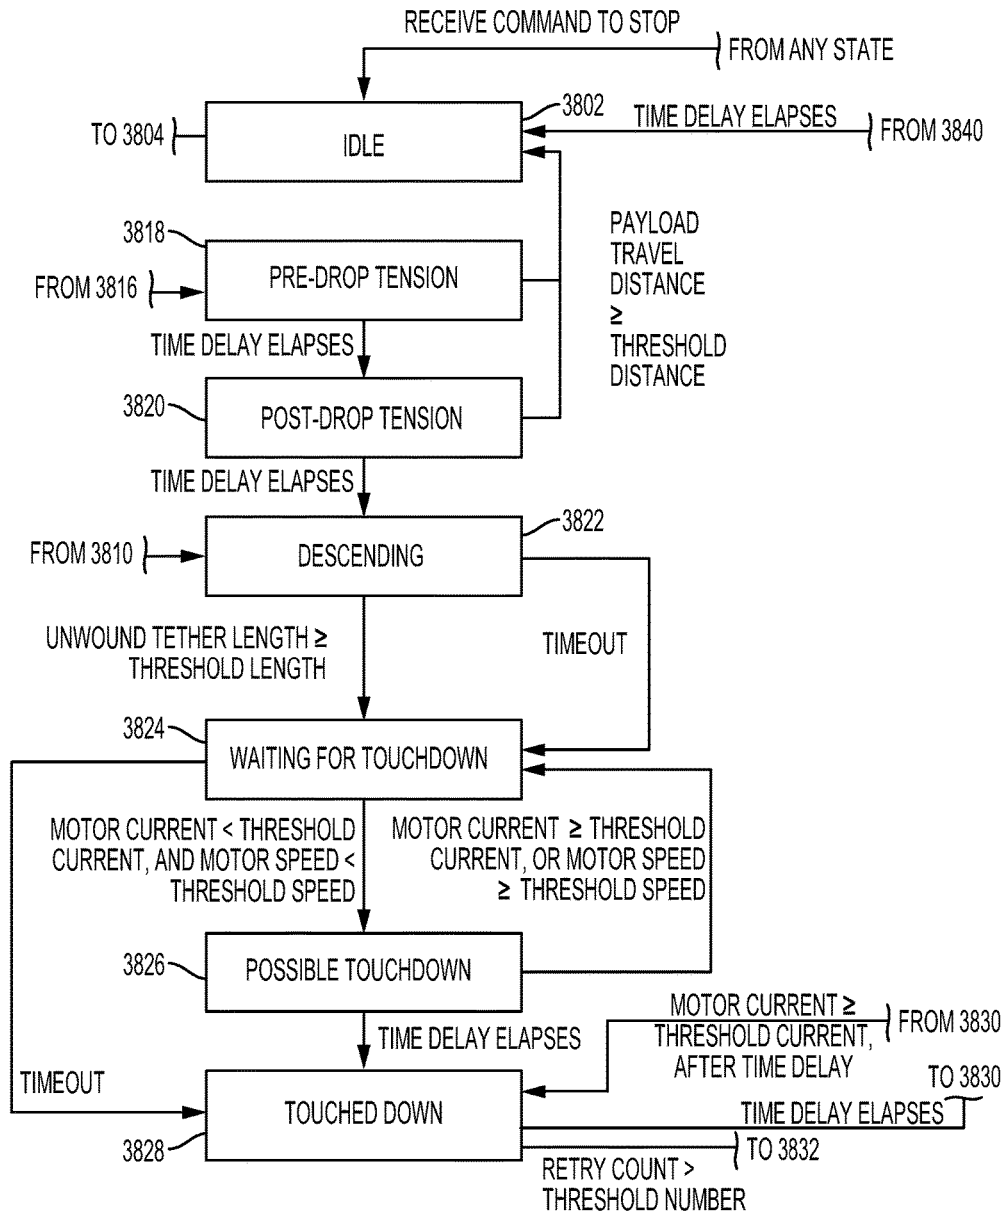 RECEIVE COMMAND TO STOP
FROM ANY STATE
3802
TO 3804
IDLE
TIME DELAY ELAPSES
FROM 3840
3818
PRE-DROP TENSION
FROM 3816
PAYLOAD
TRAVEL
DISTANCE
≥
THRESHOLD
DISTANCE
TIME DELAY ELAPSES
3820
POST-DROP TENSION
TIME DELAY ELAPSES
3822
FROM 3810
DESCENDING
UNWOUND TETHER LENGTH ≥
THRESHOLD LENGTH
TIMEOUT
3824
WAITING FOR TOUCHDOWN
MOTOR CURRENT < THRESHOLD
CURRENT, AND MOTOR SPEED <
THRESHOLD SPEED
MOTOR CURRENT ≥ THRESHOLD
CURRENT, OR MOTOR SPEED
≥ THRESHOLD SPEED
3826
POSSIBLE TOUCHDOWN
TIME DELAY ELAPSES
MOTOR CURRENT ≥
THRESHOLD CURRENT,
AFTER TIME DELAY
FROM 3830
TIMEOUT
TOUCHED DOWN
3828
TO 3830
TIME DELAY ELAPSES
TO 3832
RETRY COUNT >
THRESHOLD NUMBER